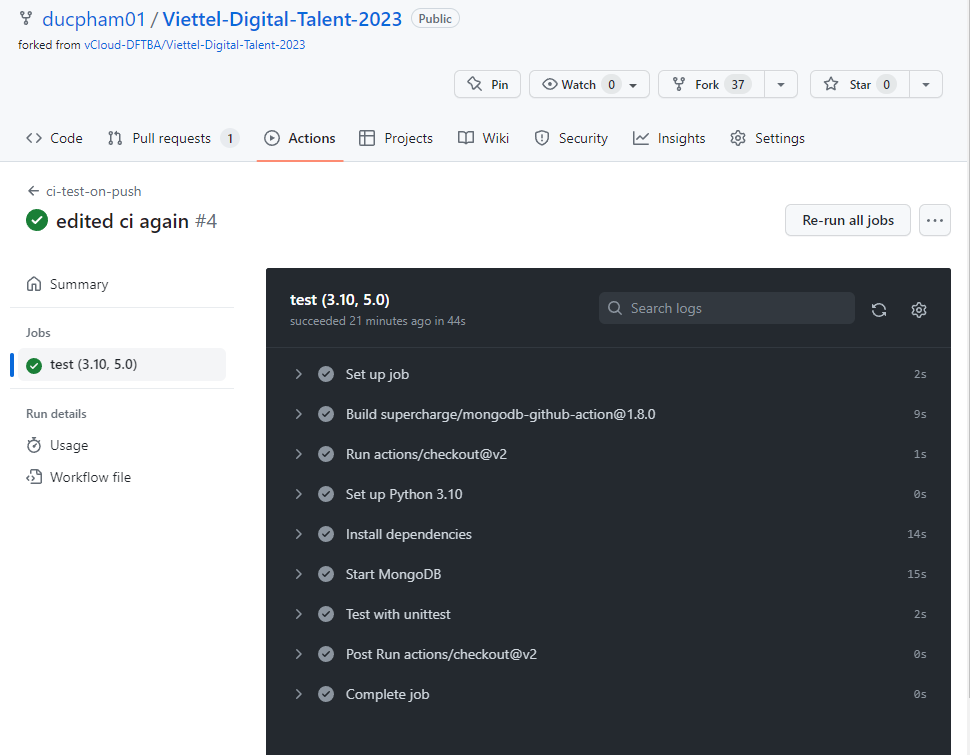 ducpham01 / Viettel-Digital-Talent-2023 Public
forked from vCloud-DFTBA/Viettel-Digital-Talent-2023
Pin Watch 0 Fork 37 Star 0
Code Pull requests 1 Actions Projects Wiki Security Insights Settings
ci-test-on-push
edited ci again #4
Re-run all jobs
Summary
Jobs
test (3.10, 5.0)
Run details
Usage
Workflow file
test (3.10, 5.0)
succeeded 21 minutes ago in 44s
Search logs
Set up job 2s
Build supercharge/mongodb-github-action@1.8.0 9s
Run actions/checkout@v2 1s
Set up Python 3.10 0s
Install dependencies 14s
Start MongoDB 15s
Test with unittest 2s
Post Run actions/checkout@v2 0s
Complete job 0s